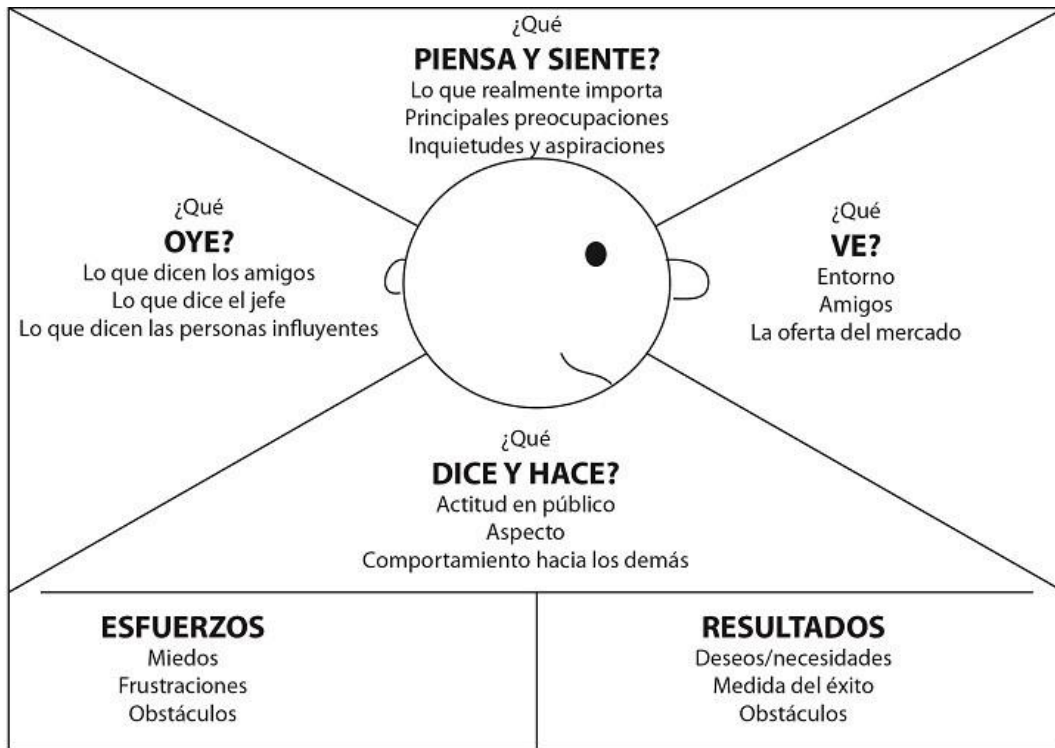 ¿Qué
PIENSA Y SIENTE?
Lo que realmente importa
Principales preocupaciones
Inquietudes y aspiraciones
¿Qué
OYE?
Lo que dicen los amigos
Lo que dice el jefe
Lo que dicen las personas influyentes
¿Qué
VE?
Entorno
Amigos
La oferta del mercado
¿Qué
DICE Y HACE?
Actitud en público
Aspecto
Comportamiento hacia los demás
ESFUERZOS
Miedos
Frustraciones
Obstáculos
RESULTADOS
Deseos/necesidades
Medida del éxito
Obstáculos